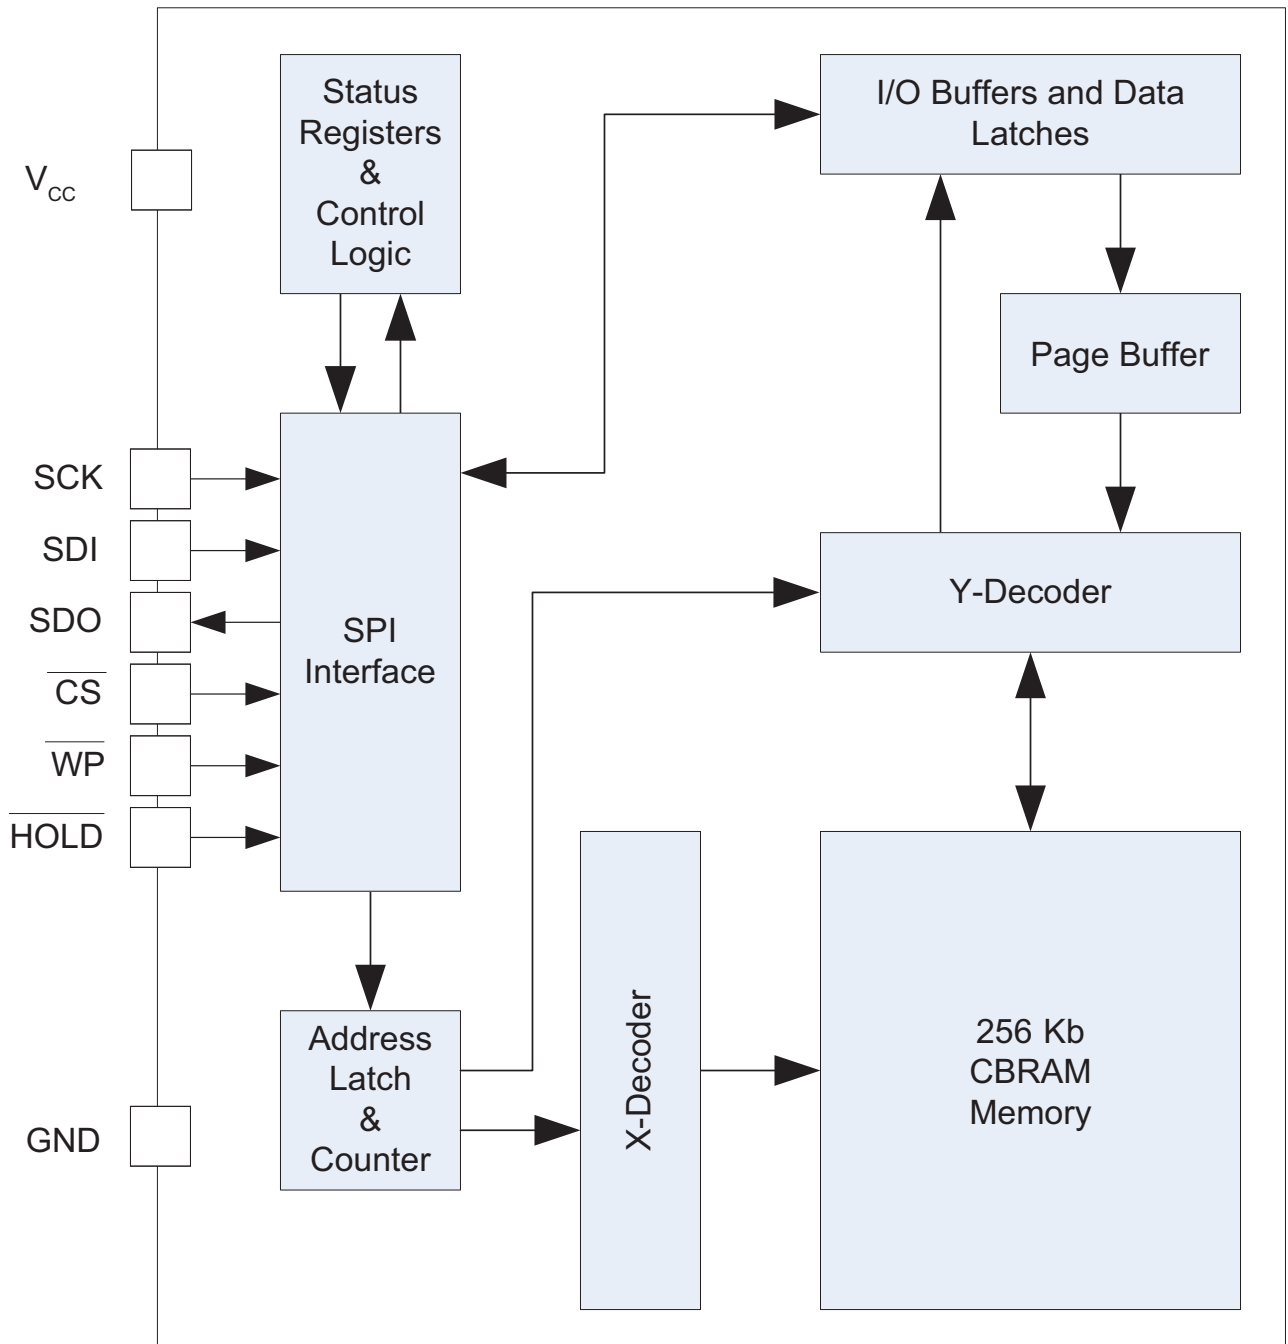 Status
Registers
&
Control
Logic
I/O Buffers and Data
Latches
VCC
Page Buffer
SCK
SDI
SDO
CS
WP
HOLD
SPI
Interface
Y-Decoder
Address
Latch
&
Counter
X-Decoder
256 Kb
CBRAM
Memory
GND